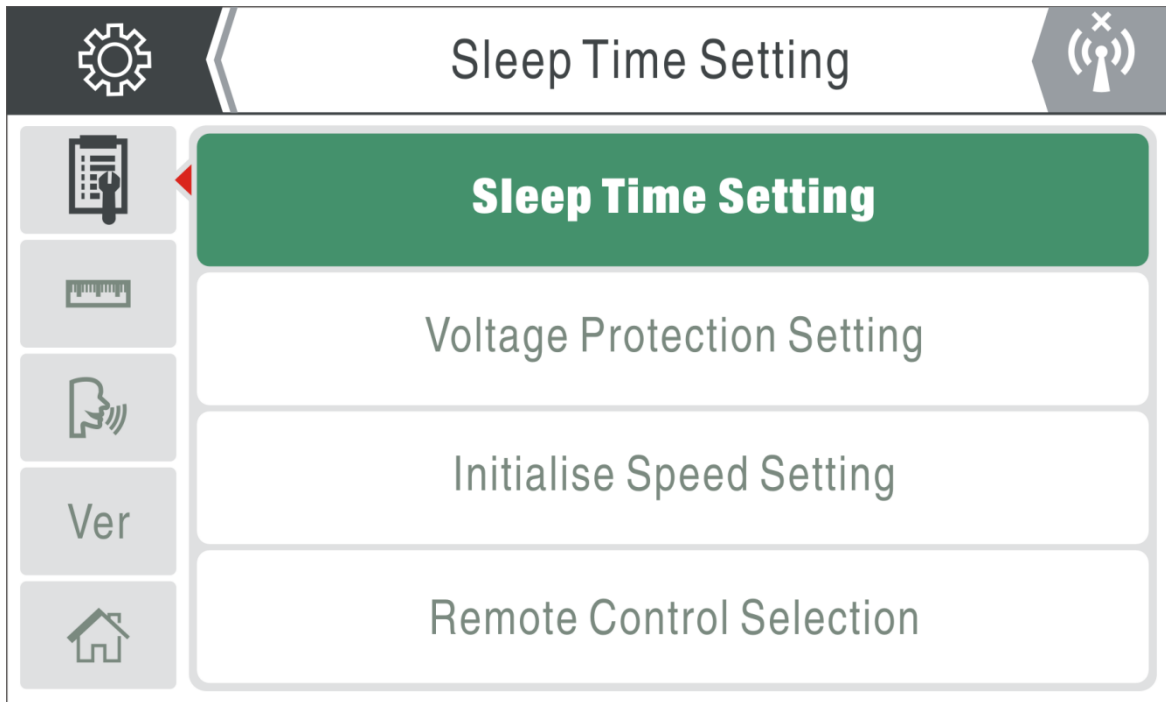 Sleep Time Setting
Sleep Time Setting
Voltage Protection Setting
Initialise Speed Setting
Ver
Remote Control Selection